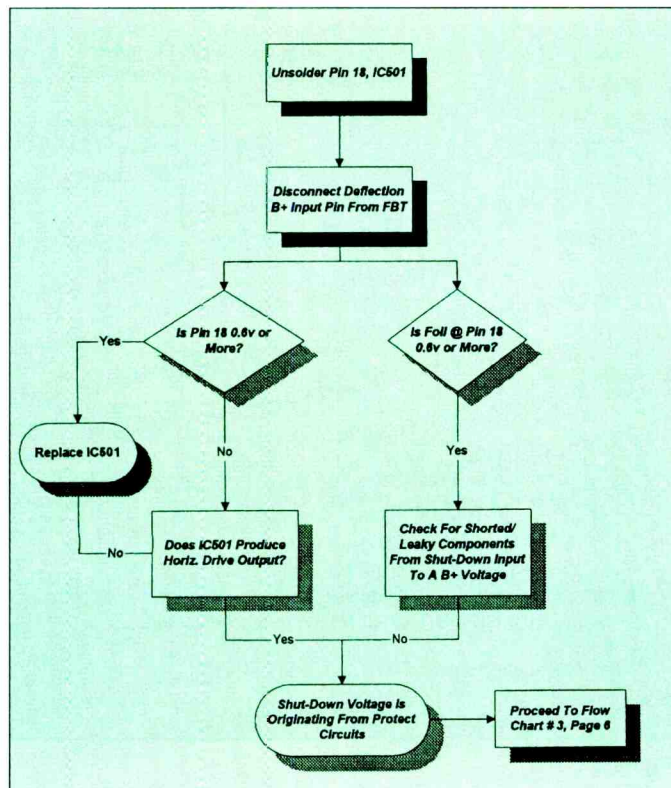 Unsolder Pin 18, IC501
Disconnect Deflection
B+ Input Pin From FBT
Is Pin 18 0.6v or
More?
Is Foil @ Pin 18
0.6v or More?
Yes
Replace IC501
No
Yes
No
Does IC501 Produce
Horiz. Drive Output?
Check For Shorted/
Leaky Components
From Shut-Down Input
To A B+ Voltage
Yes
No
Shut-Down Voltage Is
Originating From Protect
Circuits
Proceed To Flow
Chart # 3, Page 6